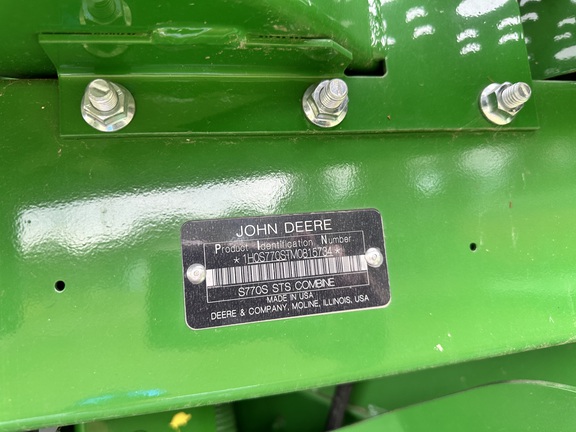 JOHN DEERE
Product Identification Number
*1H0S770STM0815734*
S770S STS COMBINE
MADE IN USA
DEERE & COMPANY, MOLINE, ILLINOIS, USA